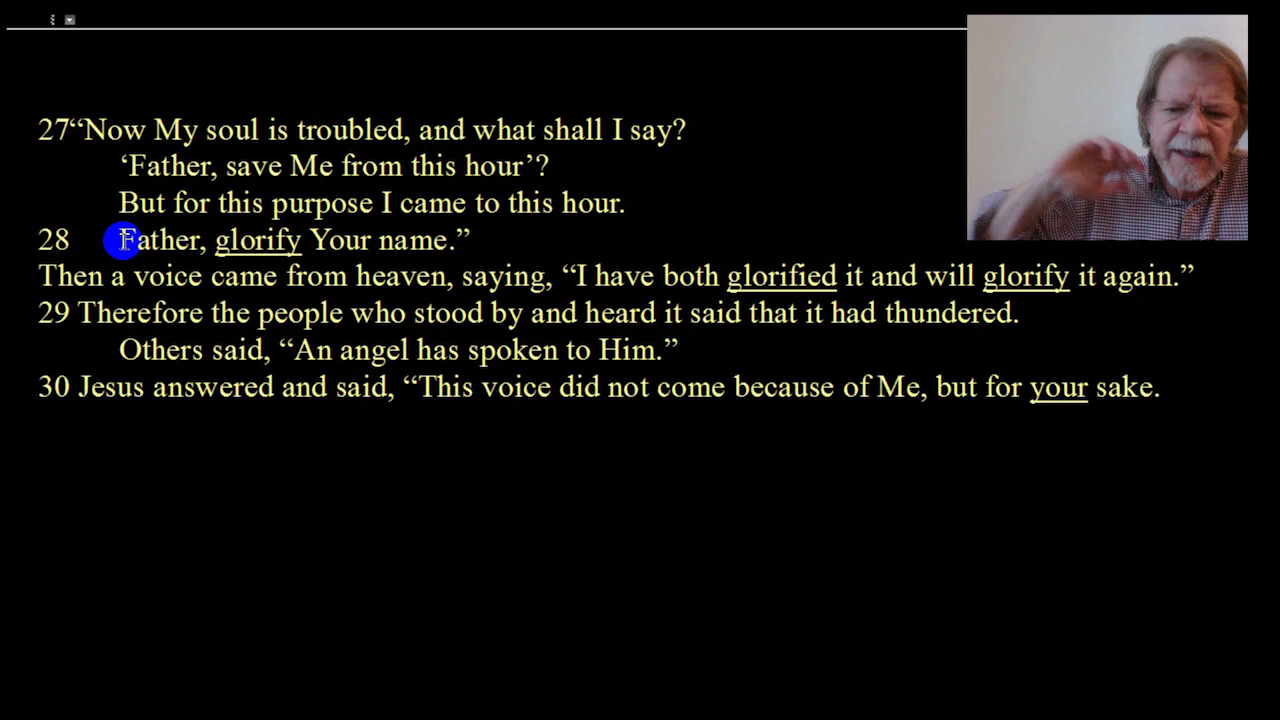 27“Now My soul is troubled, and what shall I say?
‘Father, save Me from this hour’?
But for this purpose I came to this hour.
28 Father, glorify Your name.”
Then a voice came from heaven, saying, “I have both glorified it and will glorify it again.”
29 Therefore the people who stood by and heard it said that it had thundered.
Others said, “An angel has spoken to Him.”
30 Jesus answered and said, “This voice did not come because of Me, but for your sake.